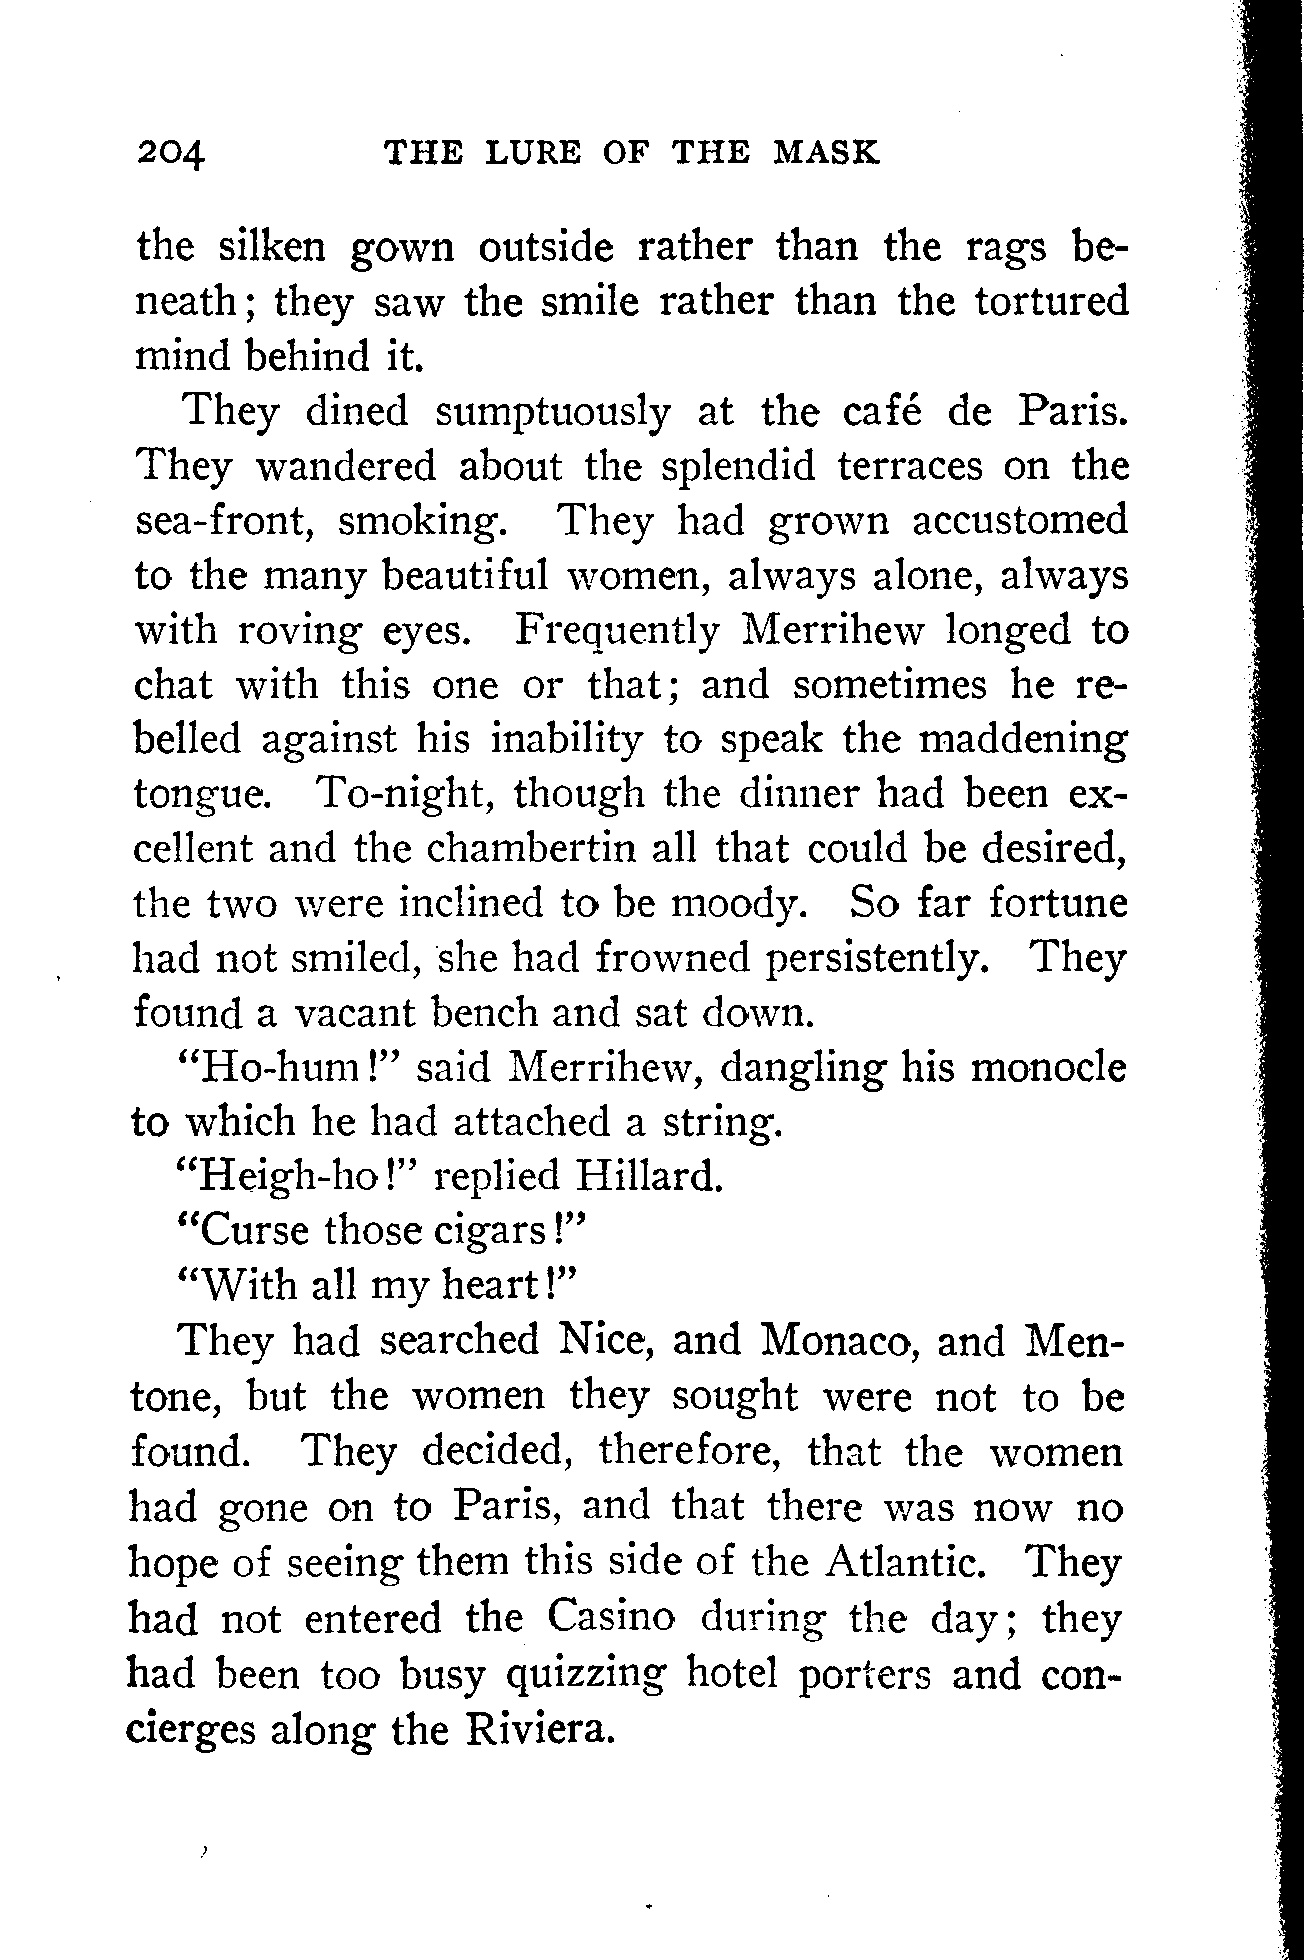 204 THE LURE OF THE MASK
the silken gown outside rather than the rags be-
neath; they saw the smile rather than the tortured
mind behind it.
They dined sumptuously at the café de Paris.
They wandered about the splendid terraces on the
sea-front, smoking. They had grown accustomed
to the many beautiful women, always alone, always
with roving eyes. Frequently Merrihew longed to
chat with this one or that; and sometimes he re-
belled against his inability to speak the maddening
tongue. To-night, though the dinner had been ex-
cellent and the chambertin all that could be desired,
the two were inclined to be moody. So far fortune
had not smiled, she had frowned persistently. They
found a vacant bench and sat down.
“Ho-hum!” said Merrihew, dangling his monocle
to which he had attached a string.
“Heigh-ho!” replied Hillard.
“Curse those cigars!”
“With all my heart!”
They had searched Nice, and Monaco, and Men-
tone, but the women they sought were not to be
found. They decided, therefore, that the women
had gone on to Paris, and that there was now no
hope of seeing them this side of the Atlantic. They
had not entered the Casino during the day; they
had been too busy quizzing hotel porters and con-
cierges along the Riviera.